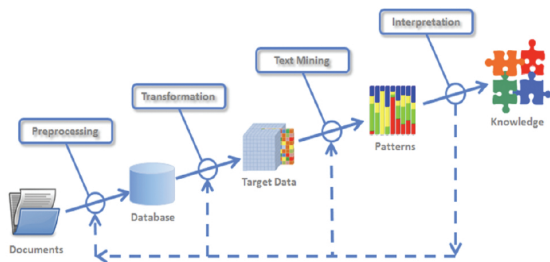 Interpretation
Text Mining
Transformation
Preprocessing
Knowledge
Patterns
Target Data
Database
Documents